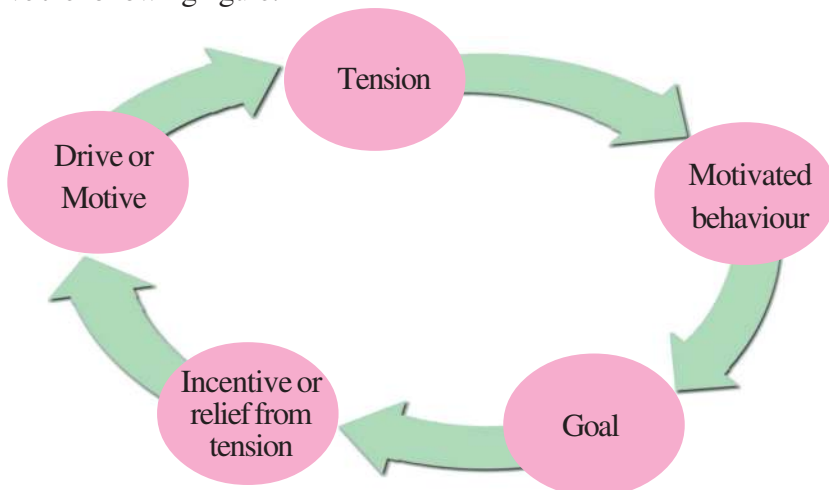 Tension
Drive or
Motive
Motivated
behaviour
Incentive or
relief from
tension
Goal